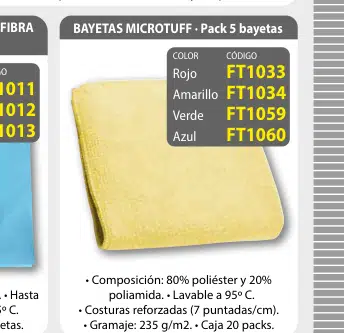 FIBRA
1011
1012
1013
• Hasta
º C.
etas.
BAYETAS MICROTUFF · Pack 5 bayetas
COLOR CÓDIGO
Rojo FT1033
Amarillo FT1034
Verde FT1059
Azul FT1060
• Composición: 80% poliéster y 20%
poliamida. • Lavable a 95º C.
• Costuras reforzadas (7 puntadas/cm).
• Gramaje: 235 g/m2. • Caja 20 packs.